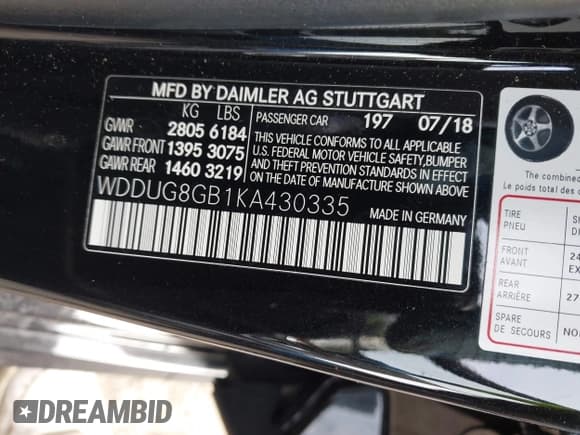 MFD BY DAIMLER AG STUTTGART
KG LBS
GVWR 2805 6184
GAWR FRONT 1395 3075
GAWR REAR 1460 3219
PASSENGER CAR 197 07/18
THIS VEHICLE CONFORMS TO ALL APPLICABLE
U.S. FEDERAL MOTOR VEHICLE SAFETY, BUMPER
AND THEFT PREVENTION STANDARDS IN EFFECT
ON THE DATE OF MANUFACTURE SHOWN ABOVE.
WDDUG8GB1KA430335
MADE IN GERMANY
The combined
Le poids total des
TIRE
PNEU
FRONT
AVANT
24
REAR
ARRIÈRE
27
SPARE
DE SECOURS
DREAMBID